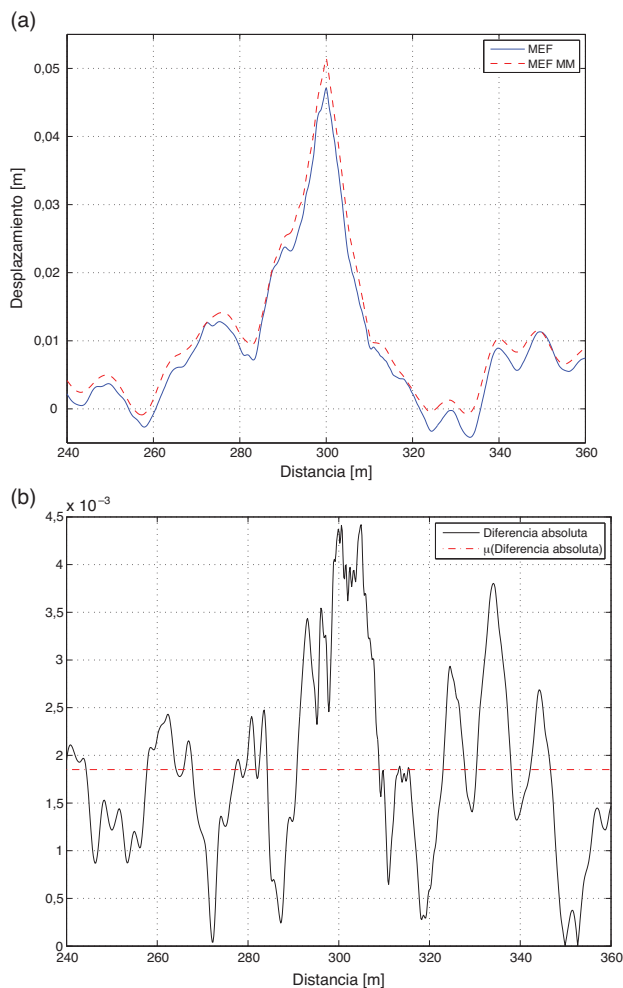 (a)
0,05
0,04
0,03
0,02
0,01
0
Desplazamiento [m]
MEF
MEF MM
240 260 280 300 320 340 360
Distancia [m]
(b)
x 10⁻³
4,5
4
3,5
3
2,5
2
1,5
1
0,5
0
Diferencia absoluta
μ(Diferencia absoluta)
240 260 280 300 320 340 360
Distancia [m]